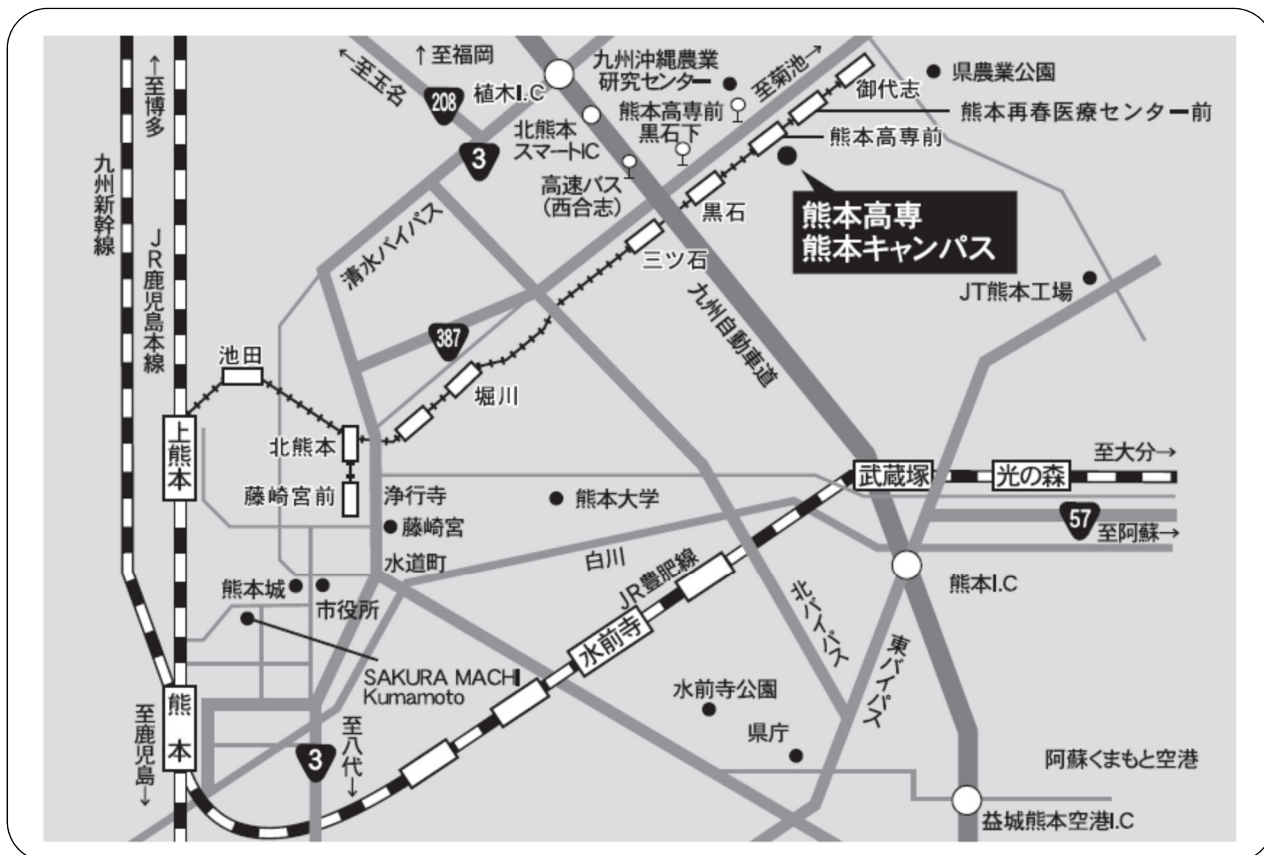 ←至玉名
↑至福岡
208
植木I.C
3
九州沖縄農業
研究センター
至菊池→
御代志
県農業公園
熊本再春医療センター前
熊本高専前
黒石下
熊本高専前
北熊本
スマートIC
高速バス
(西合志)
黒石
三ツ石
熊本高専
熊本キャンパス
JT熊本工場
↑至博多
九州新幹線
JR鹿児島本線
清水バイパス
387
九州自動車道
池田
堀川
上熊本
北熊本
藤崎宮前
浄行寺
藤崎宮
水道町
熊本大学
武蔵塚
光の森
至大分→
57
至阿蘇→
白川
JR豊肥線
熊本I.C
熊本城
市役所
SAKURA MACHI
Kumamoto
水前寺
北バイパス
東バイパス
水前寺公園
県庁
熊本
至鹿児島→
3
至八代→
阿蘇くまもと空港
益城熊本空港I.C